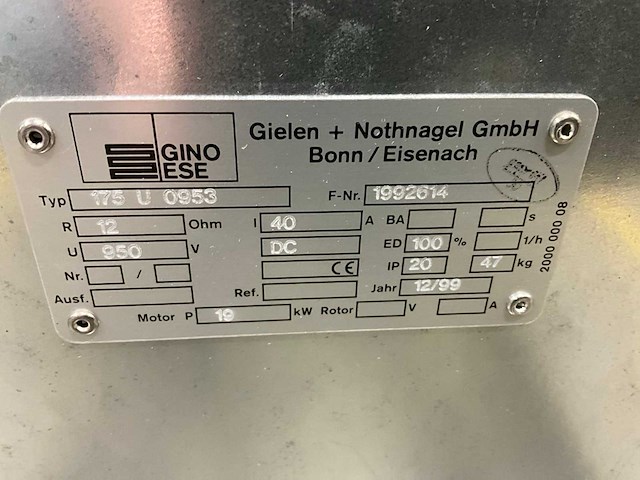 GINO
ESE
Gielen + Nothnagel GmbH
Bonn / Eisenach
Typ 175 U 0953 F-Nr. 1992614
R 12 Ohm I 40 A BA s
U 950 V DC ED 100 % 1/h
Nr. / CE IP 20 47 kg
Ausf. Ref. Jahr 12/99
Motor P 19 kW Rotor V A
2000 000 08